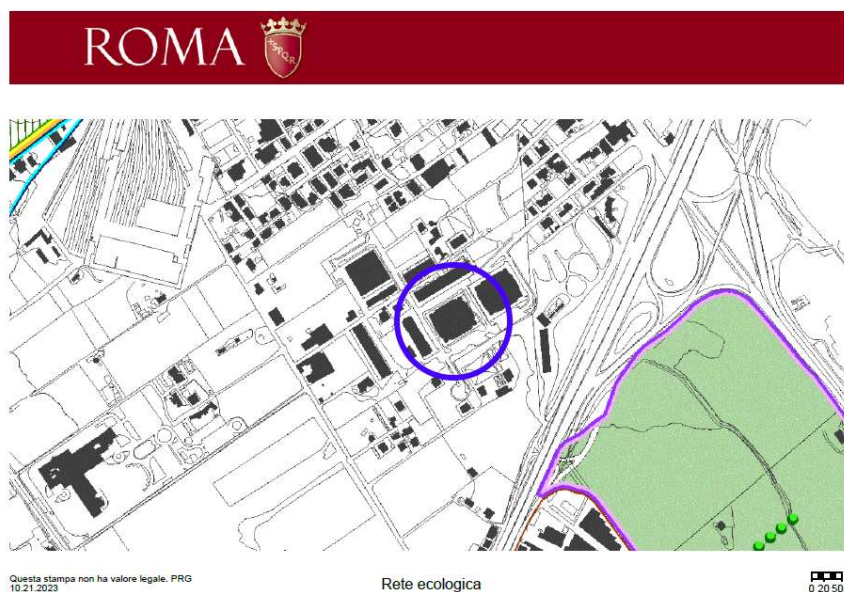 ROMA
SPQR
Questa stampa non ha valore legale. PRG
10.21.2023
Rete ecologica
0 20 50